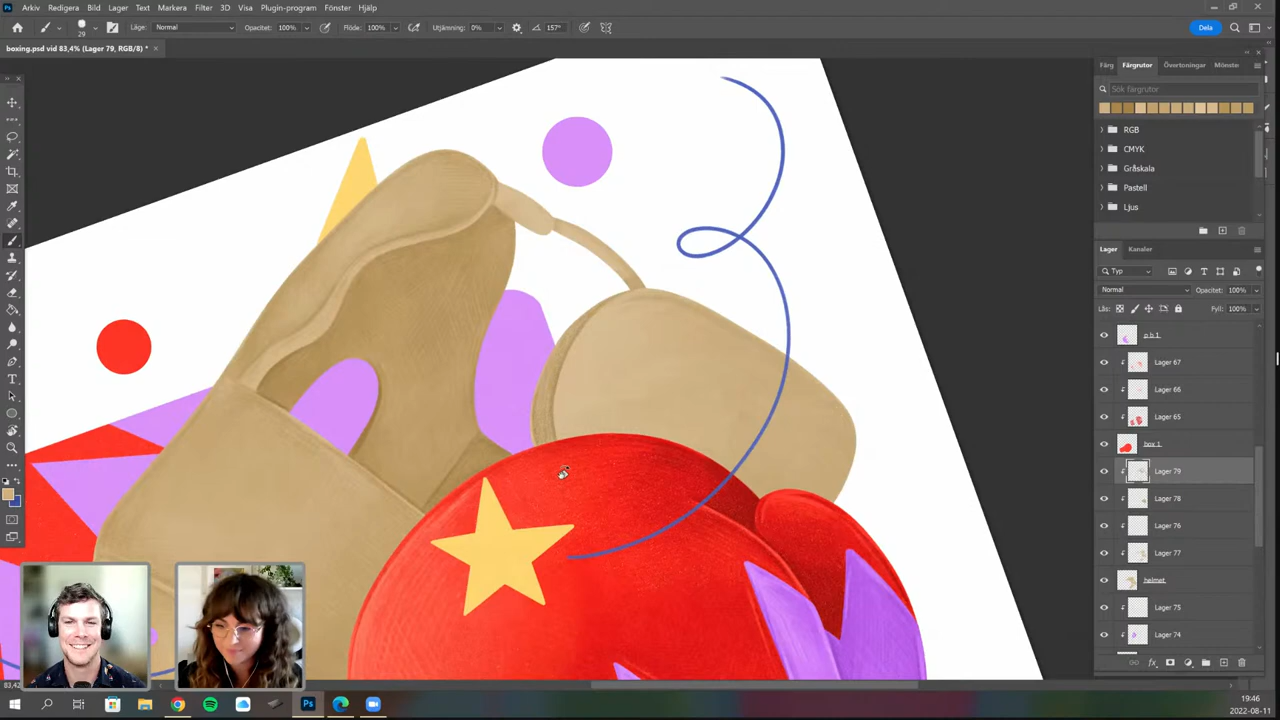 Arkiv Redigera Bild Lager Text Markera Filter 3D Visa Plugin-program Fönster Hjälp
29 Läge: Normal Opacitet: 100% Flöde: 100% Utjämning: 0% 157° Dela
boxing.psd vid 83,4% (Lager 79, RGB/8) *
Färg Färgrutor Övertoningar Mönste
Sök färgrutor
RGB
CMYK
Gråskala
Pastell
Ljus
Lager Kanaler
Typ
Normal Opacitet: 100%
Lås: Fyll: 100%
p b 1
Lager 67
Lager 66
Lager 65
box 1
Lager 79
Lager 78
Lager 76
Lager 77
helmet
Lager 75
Lager 74
fx
19:46
2022-08-11